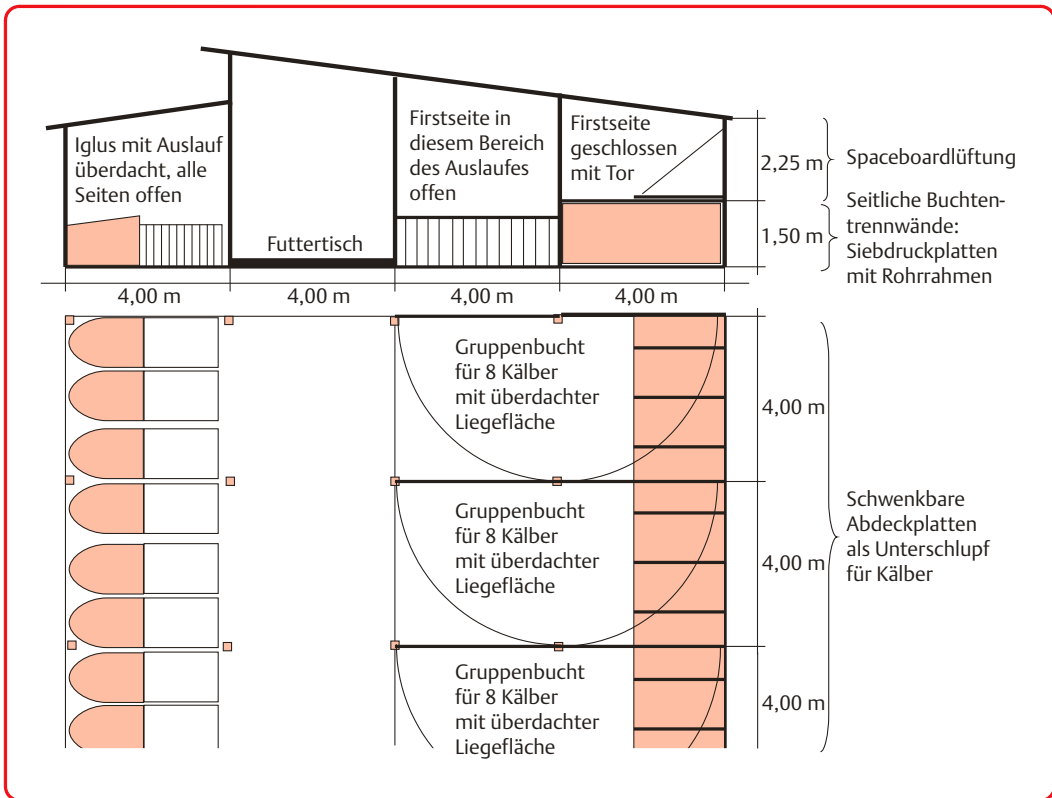 Iglus mit Auslauf
überdacht, alle
Seiten offen
Futtertisch
Firstseite in
diesem Bereich
des Auslaufes
offen
Firstseite
geschlossen
mit Tor
2,25 m
Spaceboardlüftung
1,50 m
Seitliche Buchten-
trennwände:
Siebdruckplatten
mit Rohrrahmen
4,00 m
4,00 m
4,00 m
4,00 m
Gruppenbucht
für 8 Kälber
mit überdachter
Liegefläche
4,00 m
Gruppenbucht
für 8 Kälber
mit überdachter
Liegefläche
4,00 m
Schwenkbare
Abdeckplatten
als Unterschlupf
für Kälber
Gruppenbucht
für 8 Kälber
mit überdachter
Liegefläche
4,00 m